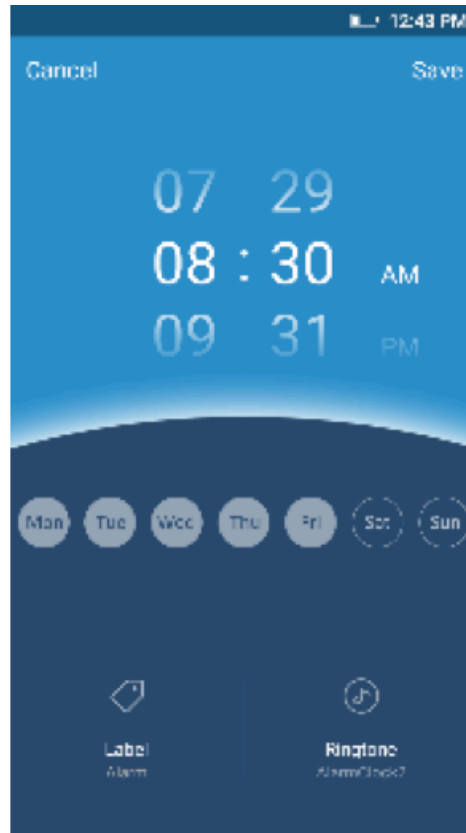 12:43 PM
Cancel Save
07 29
08 : 30 AM
09 31 PM
Mon Tue Wed Thu Fri Sat Sun
Label Ringtone
Alarm AlarmClock2